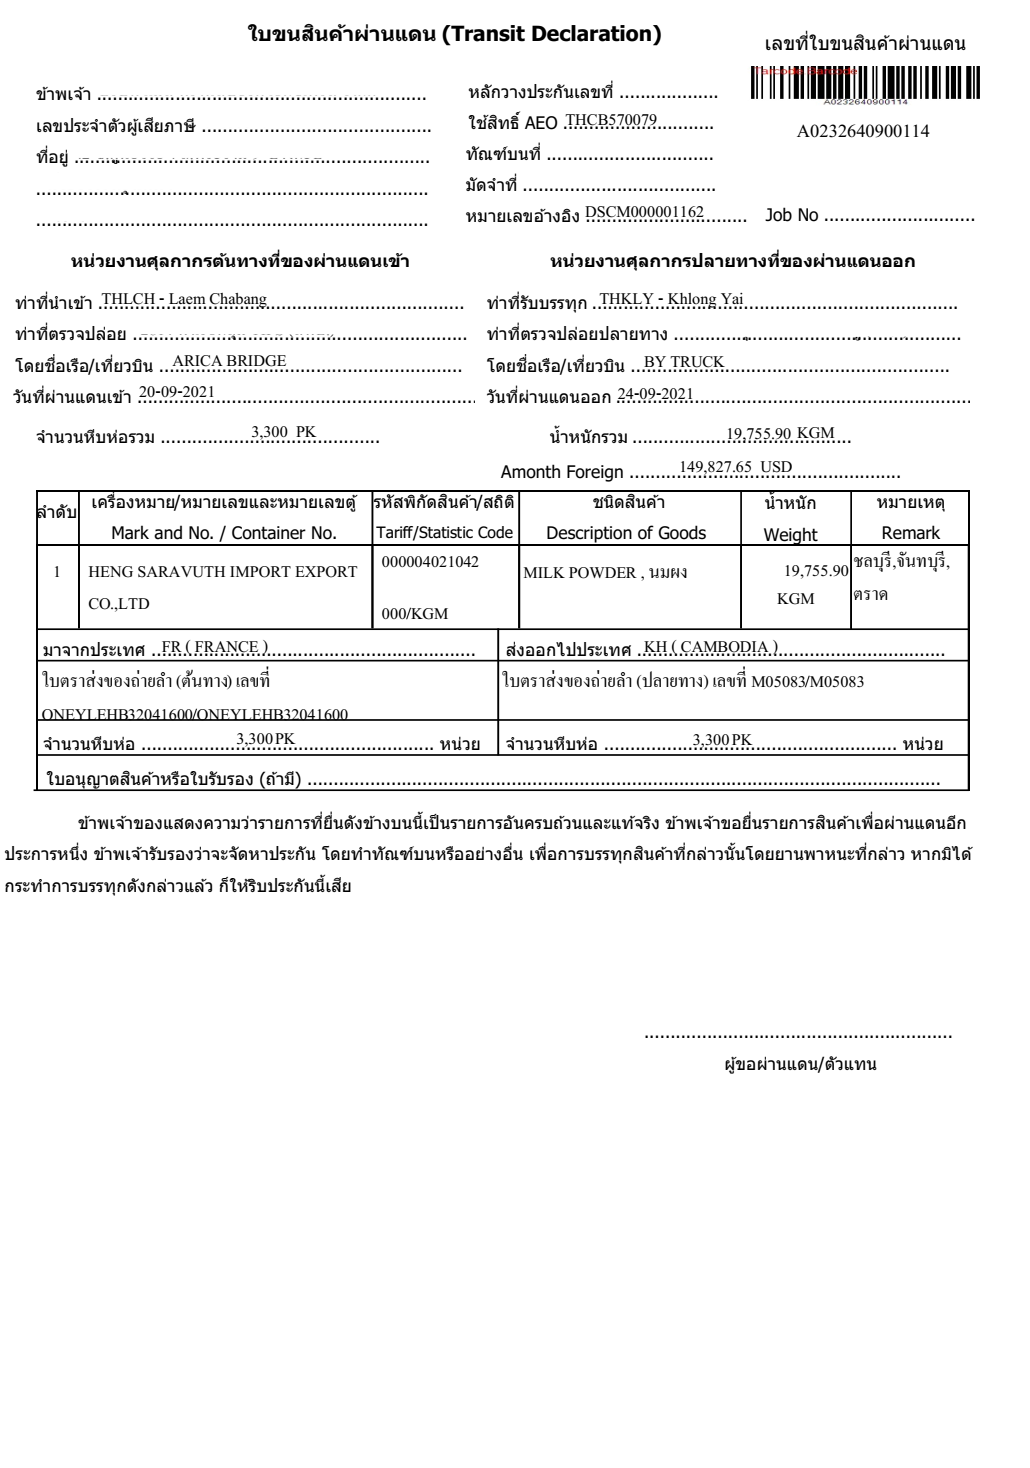 ใบขนสินค้าผ่านแดน (Transit Declaration)
เลขที่ใบขนสินค้าผ่านแดน
A0232640900114
A0232640900114
ข้าพเจ้า
เลขประจำตัวผู้เสียภาษี
ที่อยู่
หลักวางประกันเลขที่
ใช้สิทธิ์ AEO THCB570079
ทัณฑ์บนที่
มัดจำที่
หมายเลขอ้างอิง DSCM000001162 Job No
หน่วยงานศุลกากรต้นทางที่ของผ่านแดนเข้า
ท่าที่นำเข้า THLCH - Laem Chabang
ท่าที่ตรวจปล่อย
โดยชื่อเรือ/เที่ยวบิน ARICA BRIDGE
วันที่ผ่านแดนเข้า 20-09-2021
หน่วยงานศุลกากรปลายทางที่ของผ่านแดนออก
ท่าที่รับบรรทุก THKLY - Khlong Yai
ท่าที่ตรวจปล่อยปลายทาง
โดยชื่อเรือ/เที่ยวบิน BY TRUCK
วันที่ผ่านแดนออก 24-09-2021
จำนวนหีบห่อรวม 3,300 PK
น้ำหนักรวม 19,755.90 KGM
Amonth Foreign 149,827.65 USD
ลำดับ
เครื่องหมาย/หมายเลขและหมายเลขตู้
Mark and No. / Container No.
รหัสพิกัดสินค้า/สถิติ
Tariff/Statistic Code
ชนิดสินค้า
Description of Goods
น้ำหนัก
Weight
หมายเหตุ
Remark
1
HENG SARAVUTH IMPORT EXPORT
CO.,LTD
000004021042
000/KGM
MILK POWDER , นมผง
19,755.90
KGM
ชลบุรี,จันทบุรี,
ตราด
มาจากประเทศ FR ( FRANCE )
ส่งออกไปประเทศ KH ( CAMBODIA )
ใบตราส่งของถ่ายลำ (ต้นทาง) เลขที่
ONEYLEHB32041600/ONEYLEHB32041600
ใบตราส่งของถ่ายลำ (ปลายทาง) เลขที่ M05083/M05083
จำนวนหีบห่อ 3,300 PK หน่วย
จำนวนหีบห่อ 3,300 PK หน่วย
ใบอนุญาตสินค้าหรือใบรับรอง (ถ้ามี)
ข้าพเจ้าของแสดงความว่ารายการที่ยื่นดังข้างบนนี้เป็นรายการอันครบถ้วนและแท้จริง ข้าพเจ้าขอยื่นรายการสินค้าเพื่อผ่านแดนอีก
ประการหนึ่ง ข้าพเจ้ารับรองว่าจะจัดหาประกัน โดยทำทัณฑ์บนหรืออย่างอื่น เพื่อการบรรทุกสินค้าที่กล่าวนั้นโดยยานพาหนะที่กล่าว หากมิได้
กระทำการบรรทุกดังกล่าวแล้ว ก็ให้ริบประกันนี้เสีย
ผู้ขอผ่านแดน/ตัวแทน